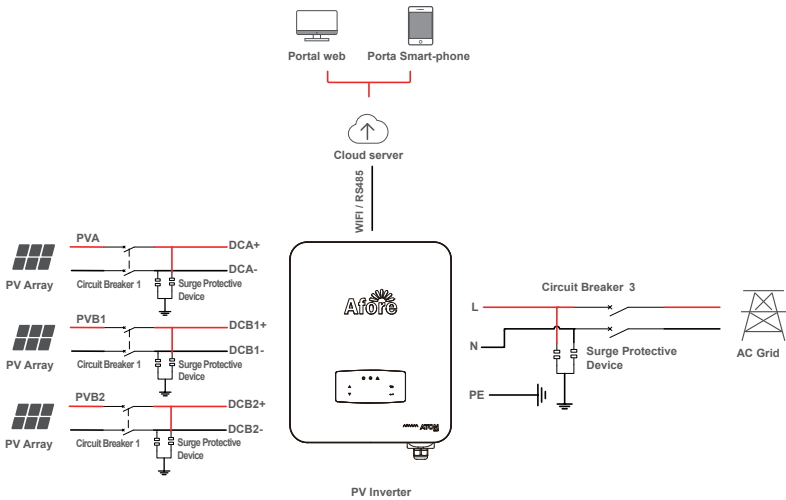 Portal web
Porta Smart-phone
Cloud server
WIFI / RS485
PVA
DCA+
DCA-
PV Array
Circuit Breaker 1
Surge Protective
Device
PVB1
DCB1+
DCB1-
PV Array
Circuit Breaker 1
Surge Protective
Device
PVB2
DCB2+
DCB2-
PV Array
Circuit Breaker 1
Surge Protective
Device
Afore
ATON
PV Inverter
Circuit Breaker 3
L
N
Surge Protective
Device
PE
AC Grid